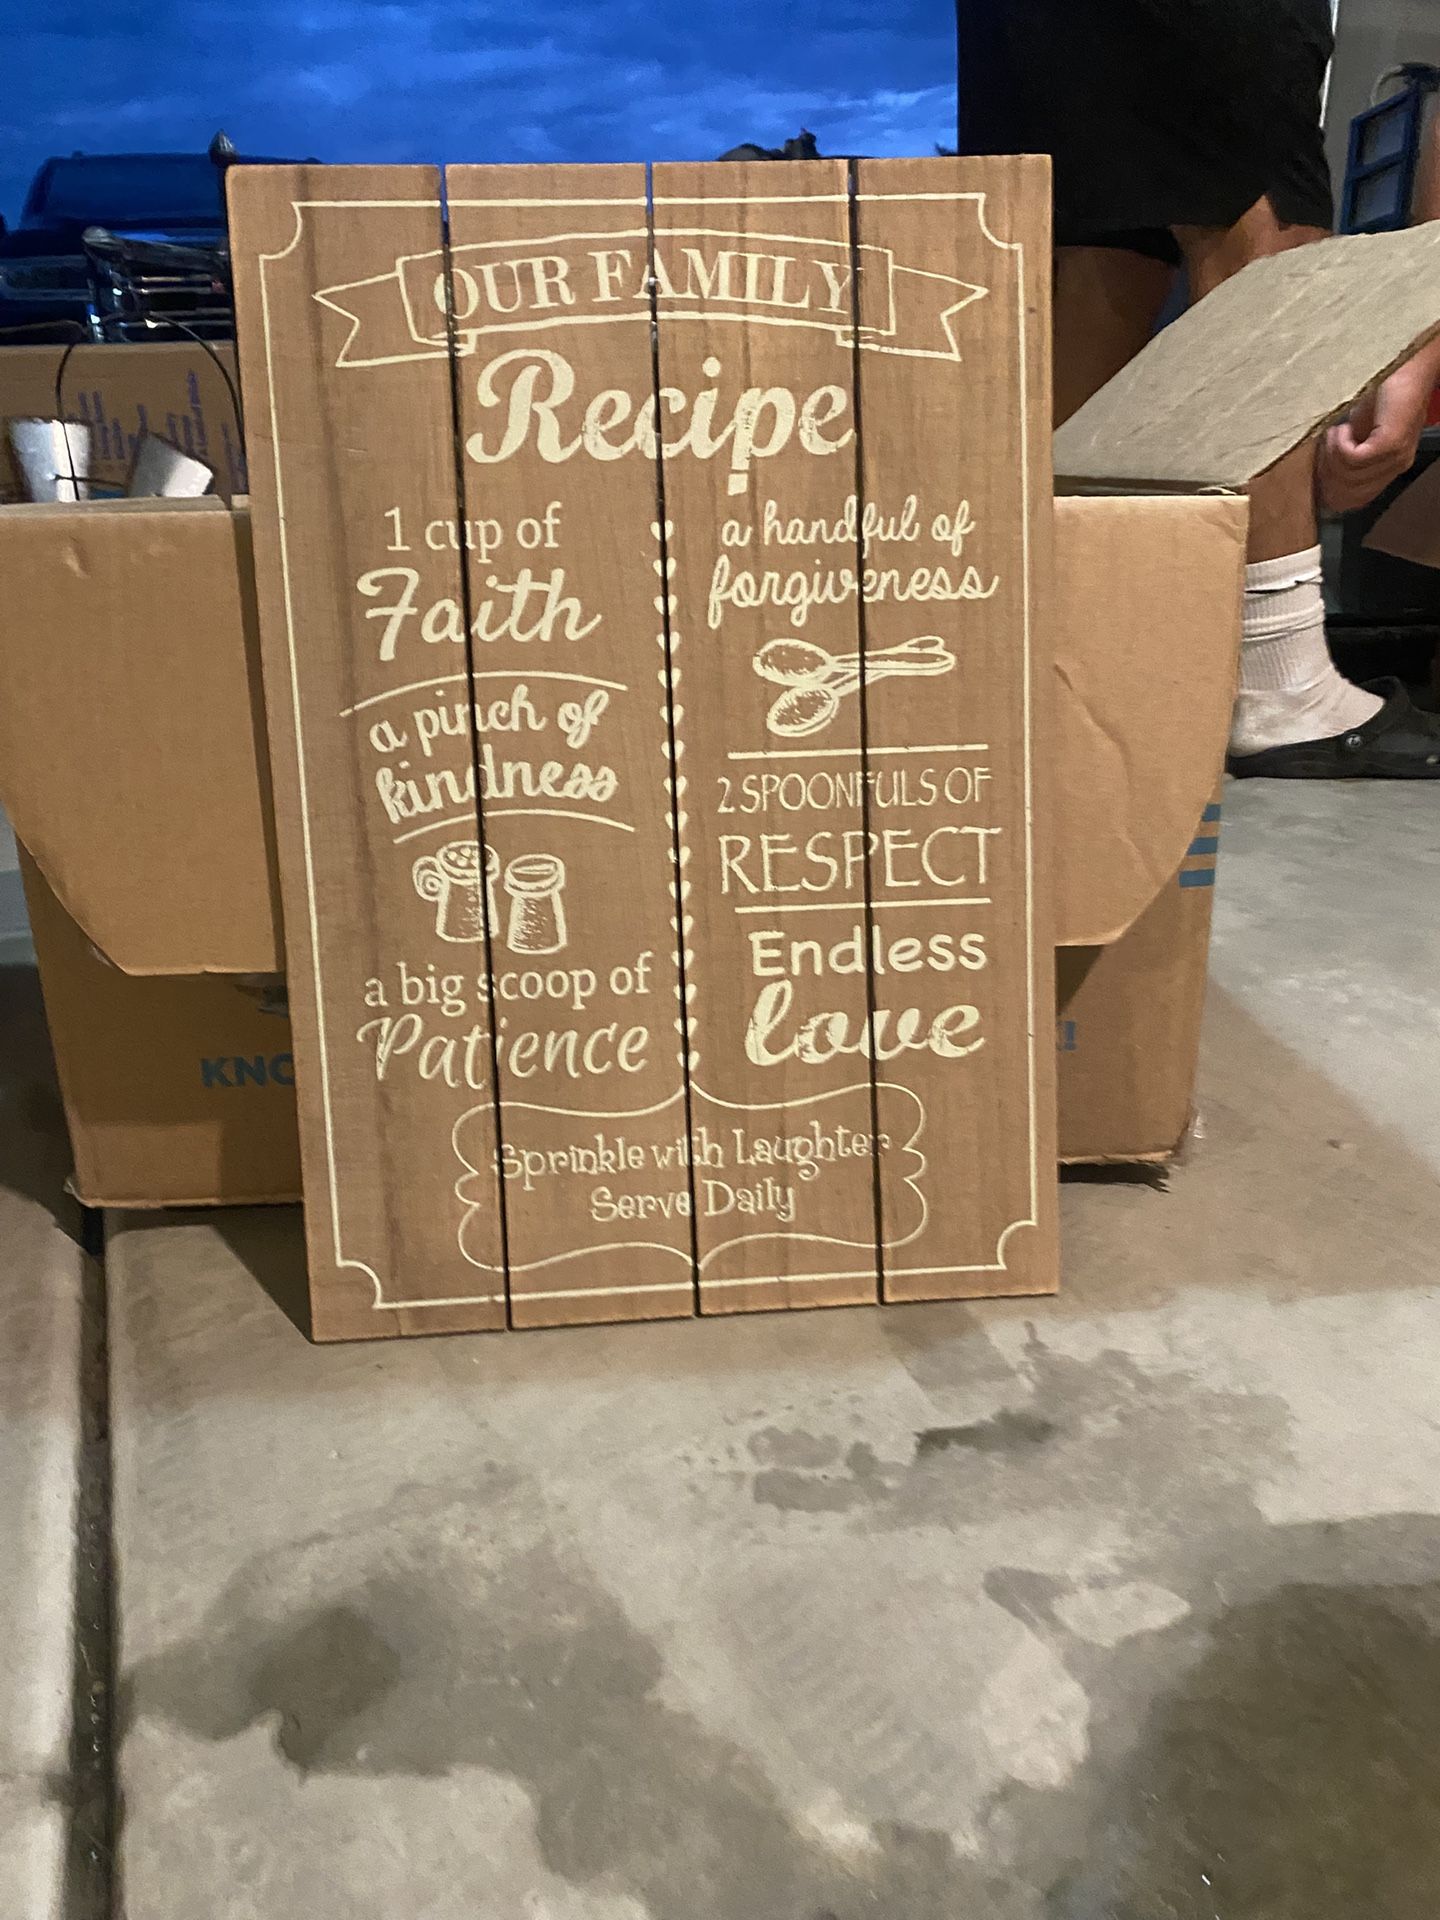 OUR FAMILY
Recipe
1 cup of
Faith
a pinch of
kindness
a big scoop of
Patience
a handful of
forgiveness
2 SPOONFULS OF
RESPECT
Endless
love
Sprinkle with Laughter
Serve Daily